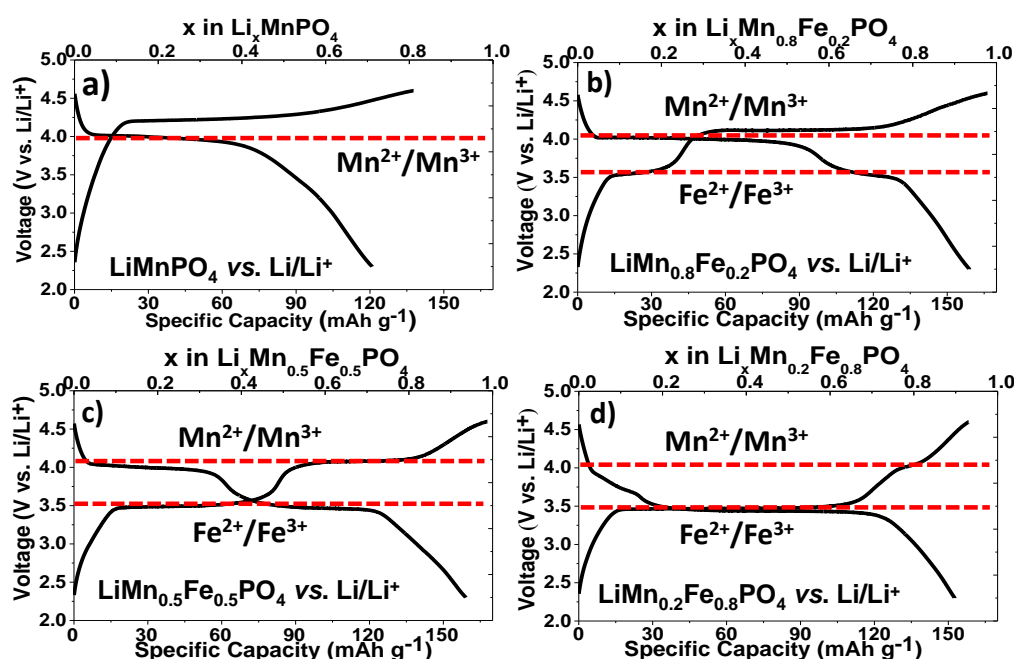 x in LiₓMnPO₄
0.0 0.2 0.4 0.6 0.8 1.0
a)
5.0
4.5
4.0
3.5
3.0
2.5
2.0
Voltage (V vs. Li/Li⁺)
Mn²⁺/Mn³⁺
LiMnPO₄ vs. Li/Li⁺
0 30 60 90 120 150
Specific Capacity (mAh g⁻¹)
x in LiₓMn₀.₈Fe₀.₂PO₄
0.0 0.2 0.4 0.6 0.8 1.0
b)
5.0
4.5
4.0
3.5
3.0
2.5
2.0
Voltage (V vs. Li/Li⁺)
Mn²⁺/Mn³⁺
Fe²⁺/Fe³⁺
LiMn₀.₈Fe₀.₂PO₄ vs. Li/Li⁺
0 30 60 90 120 150
Specific Capacity (mAh g⁻¹)
x in LiₓMn₀.₅Fe₀.₅PO₄
0.0 0.2 0.4 0.6 0.8 1.0
c)
5.0
4.5
4.0
3.5
3.0
2.5
2.0
Voltage (V vs. Li/Li⁺)
Mn²⁺/Mn³⁺
Fe²⁺/Fe³⁺
LiMn₀.₅Fe₀.₅PO₄ vs. Li/Li⁺
0 30 60 90 120 150
Specific Capacity (mAh g⁻¹)
x in LiₓMn₀.₂Fe₀.₈PO₄
0.0 0.2 0.4 0.6 0.8 1.0
d)
5.0
4.5
4.0
3.5
3.0
2.5
2.0
Voltage (V vs. Li/Li⁺)
Mn²⁺/Mn³⁺
Fe²⁺/Fe³⁺
LiMn₀.₂Fe₀.₈PO₄ vs. Li/Li⁺
0 30 60 90 120 150
Specific Capacity (mAh g⁻¹)